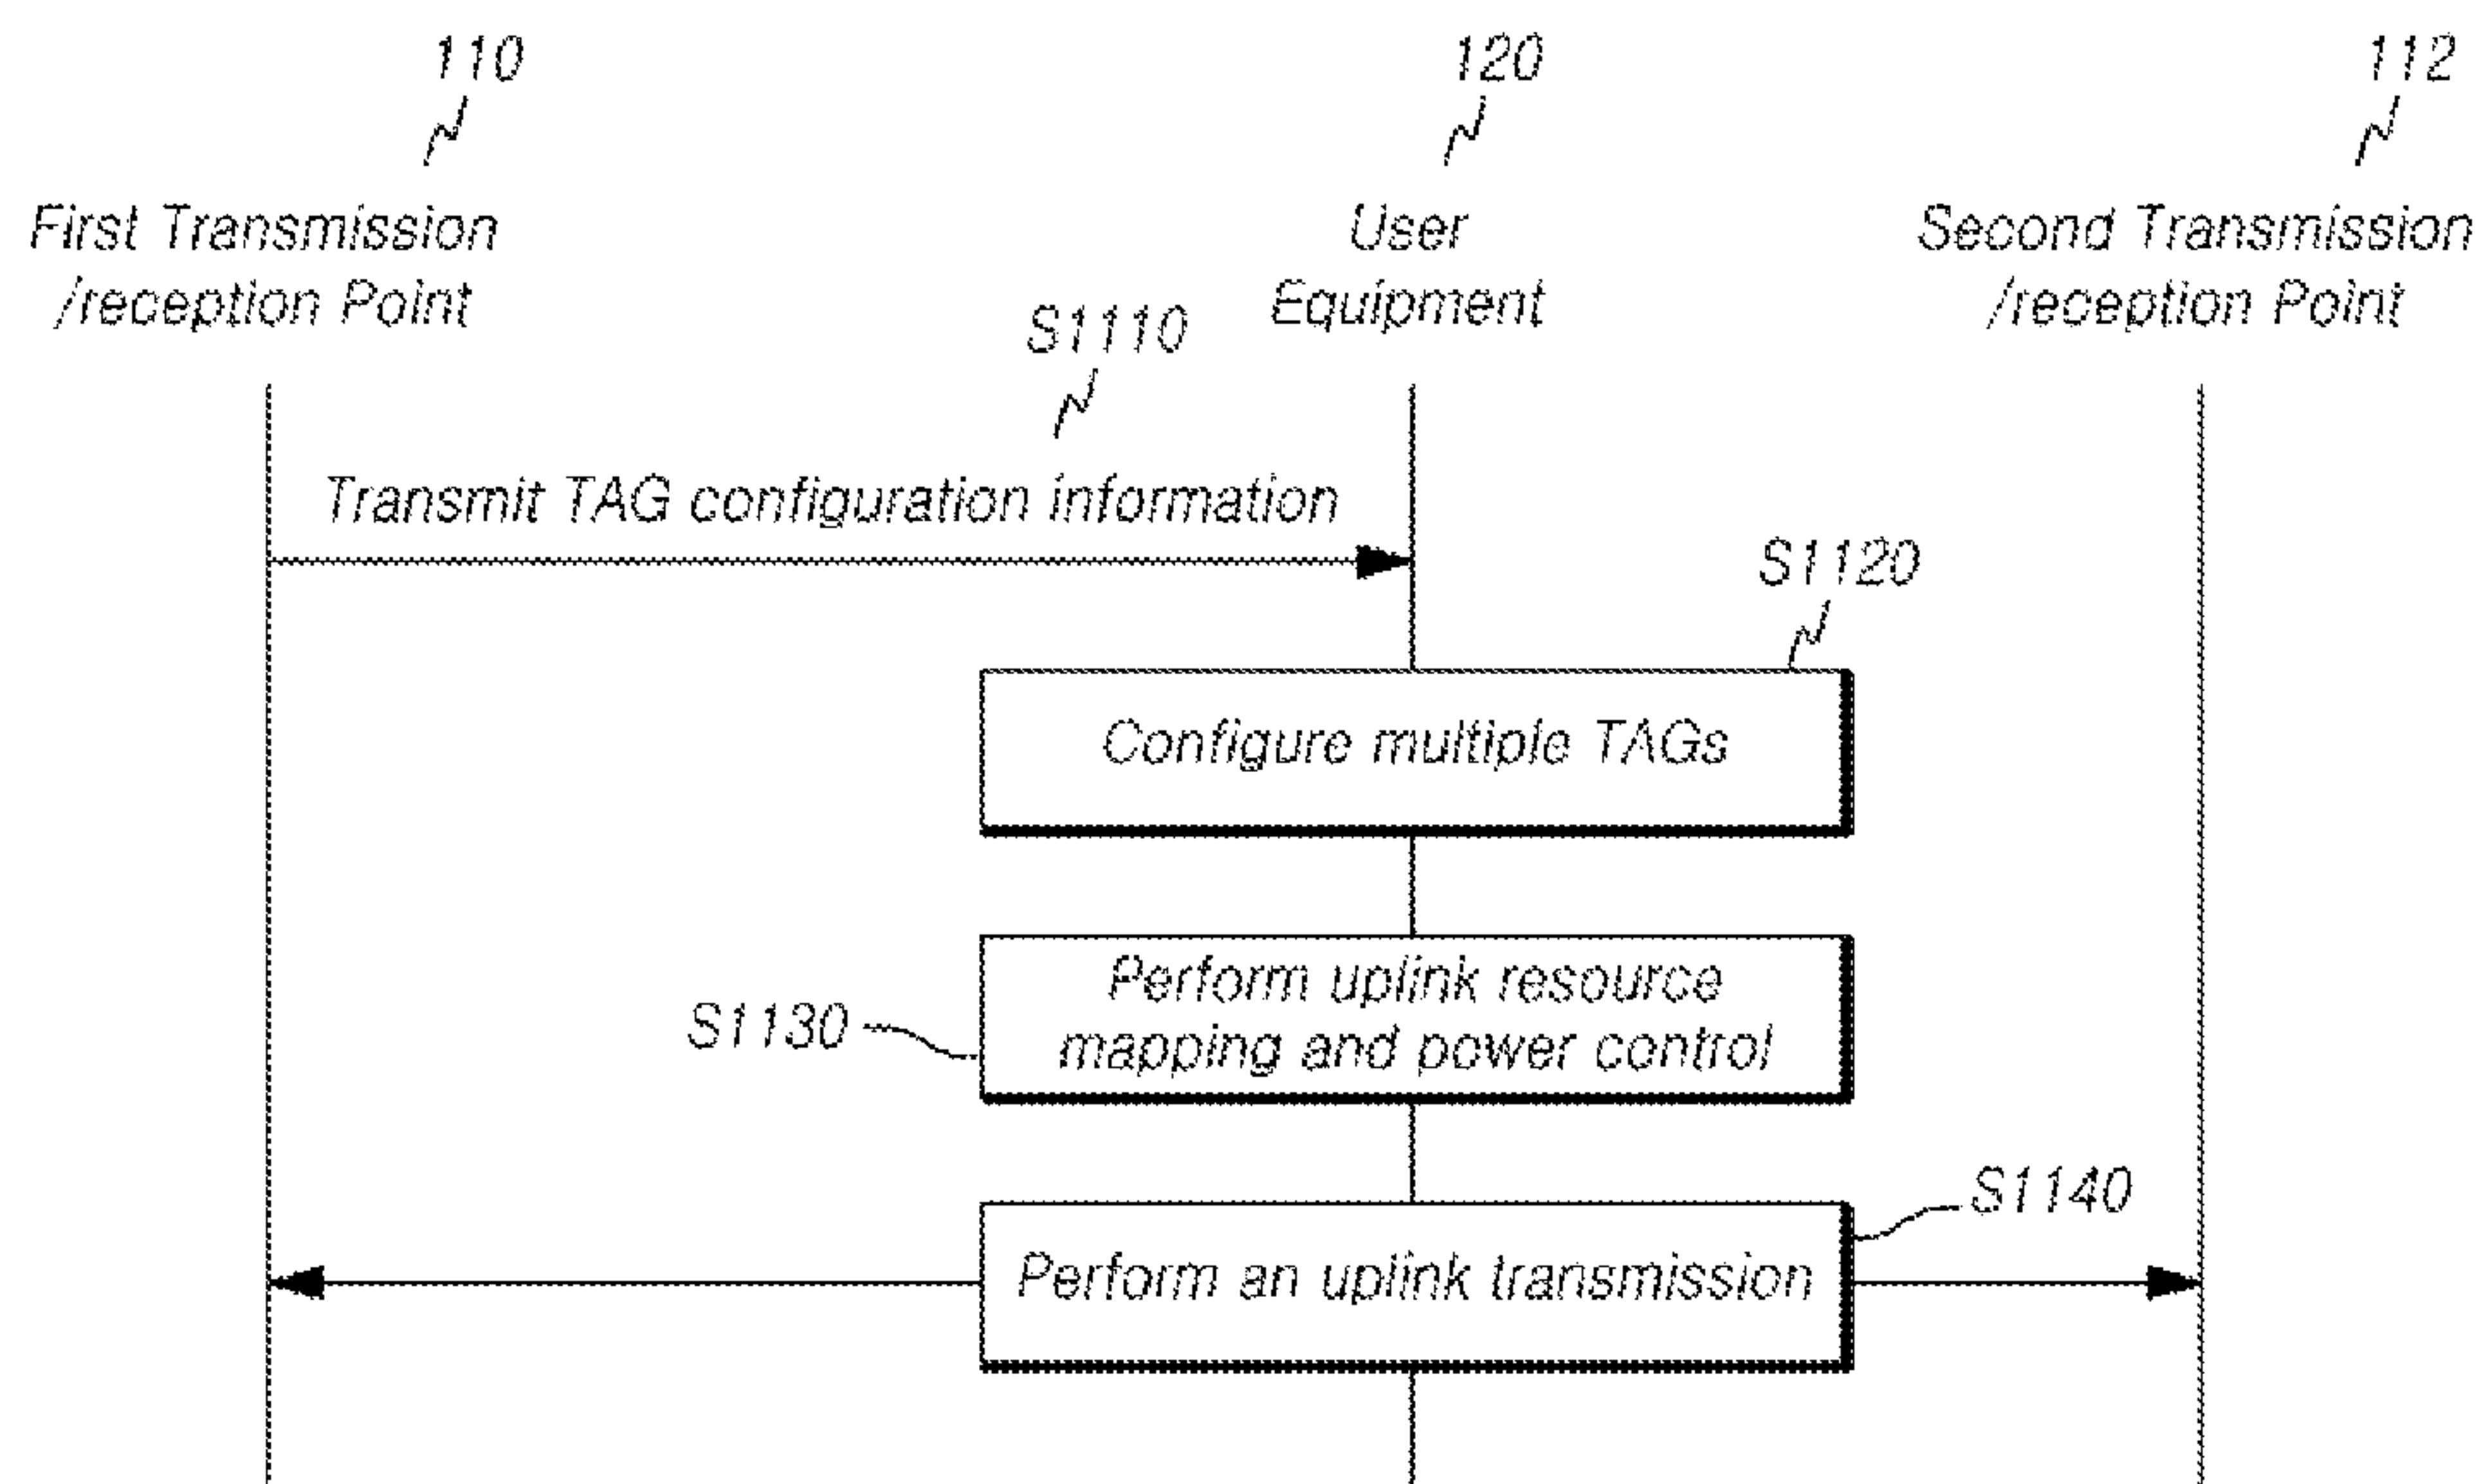 110
120
112
First Transmission
/reception Point
User
Equipment
Second Transmission
/reception Point
S1110
Transmit TAG configuration information
S1120
Configure multiple TAGs
Perform uplink resource
mapping and power control
S1130
S1140
Perform an uplink transmission